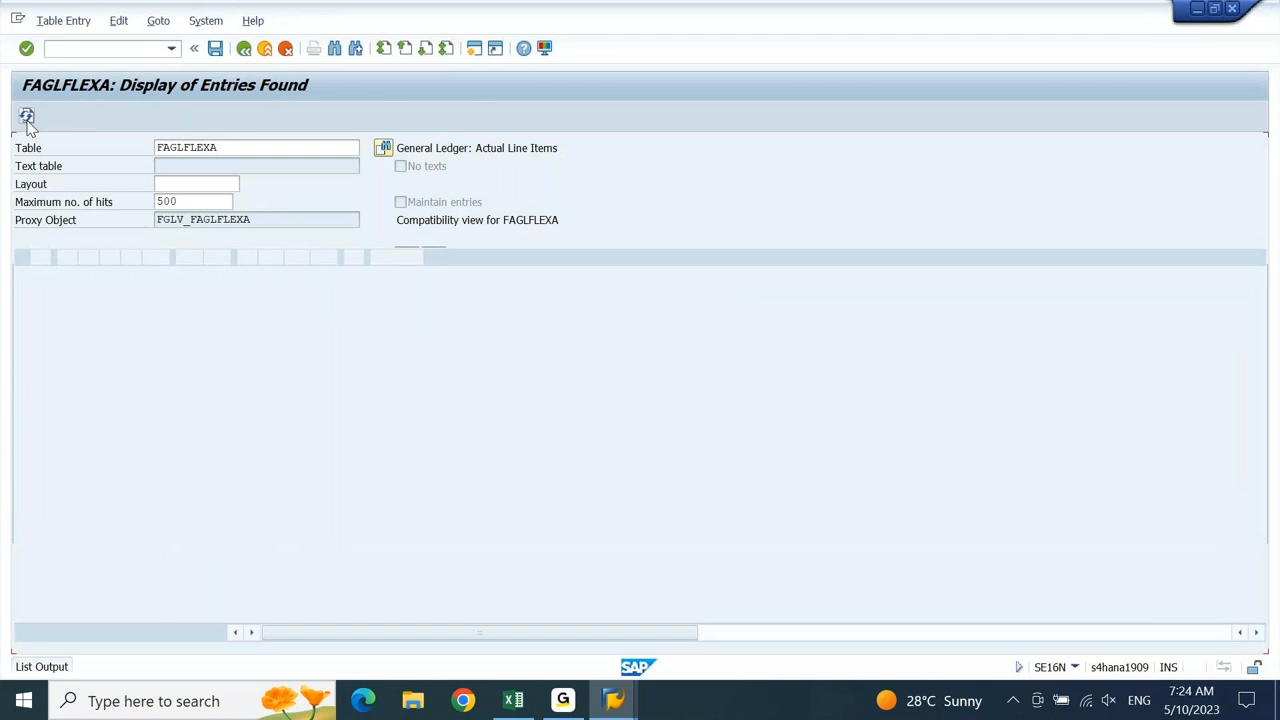 Table Entry Edit Goto System Help
FAGLFLEXA: Display of Entries Found
Table FAGLFLEXA General Ledger: Actual Line Items
Text table No texts
Layout
Maximum no. of hits 500 Maintain entries
Proxy Object FGLV_FAGLFLEXA Compatibility view for FAGLFLEXA
List Output SAP SE16N s4hana1909 INS
Type here to search 28°C Sunny ENG 7:24 AM
5/10/2023